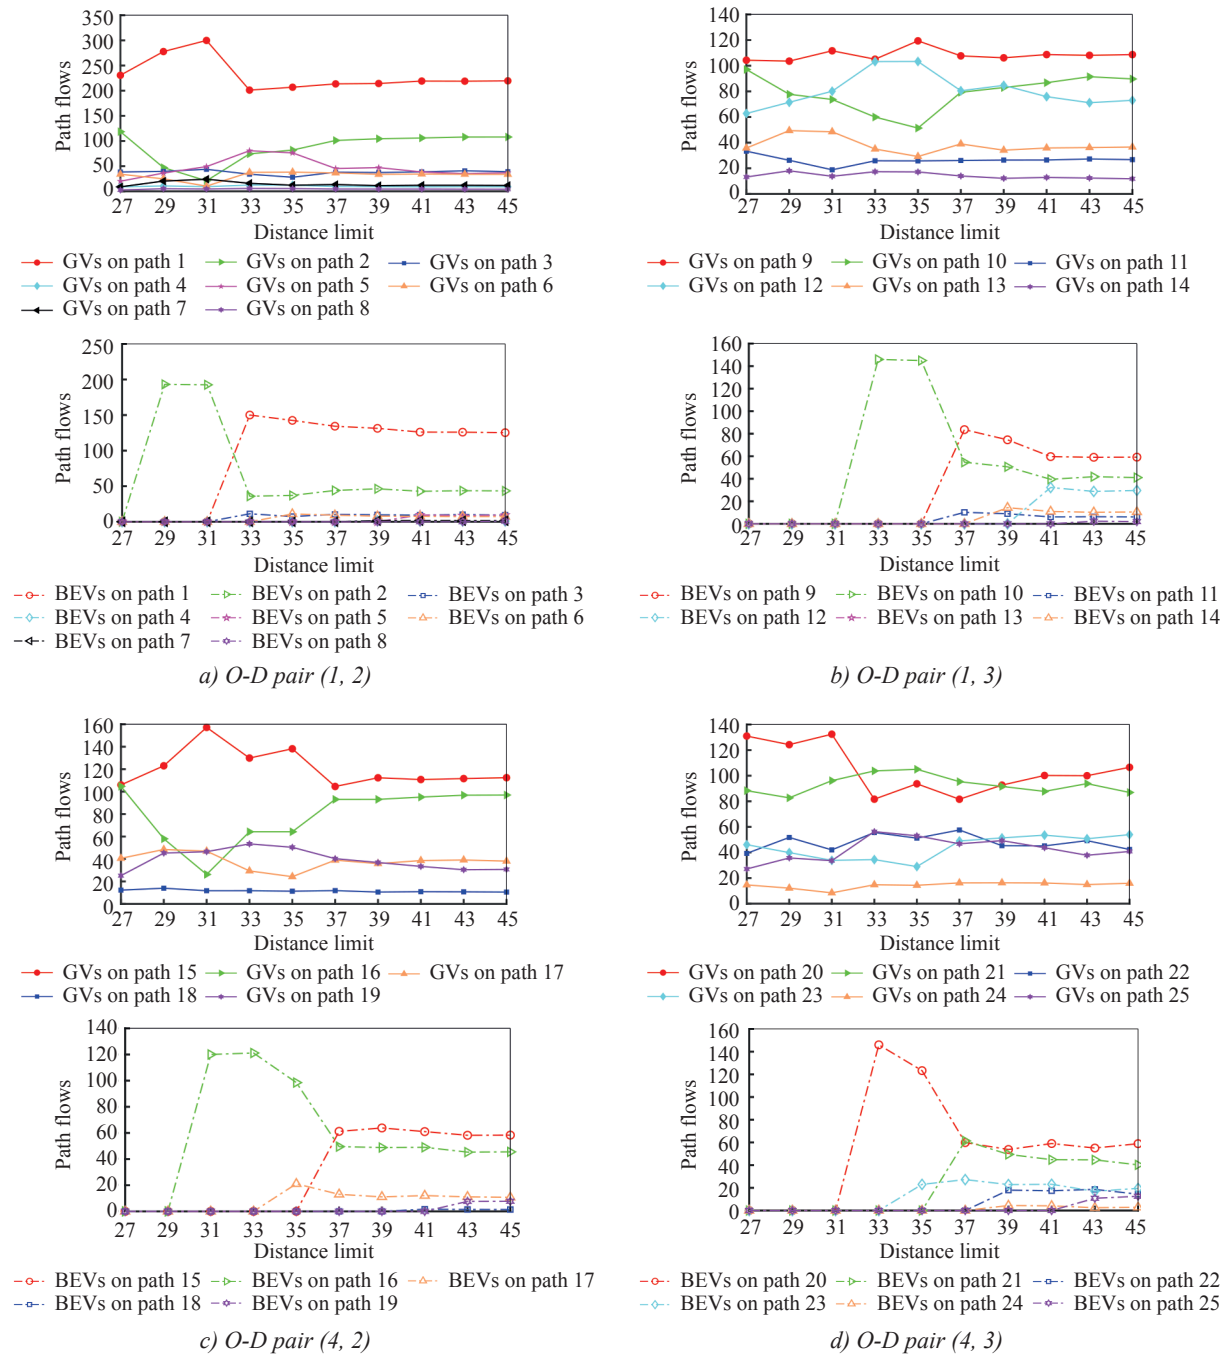 350
300
250
200
150
100
50
0
Path flows
27 29 31 33 35 37 39 41 43 45
Distance limit
GVs on path 1 GVs on path 2 GVs on path 3
GVs on path 4 GVs on path 5 GVs on path 6
GVs on path 7 GVs on path 8
250
200
150
100
50
0
Path flows
27 29 31 33 35 37 39 41 43 45
Distance limit
BEVs on path 1 BEVs on path 2 BEVs on path 3
BEVs on path 4 BEVs on path 5 BEVs on path 6
BEVs on path 7 BEVs on path 8
a) O-D pair (1, 2)
140
120
100
80
60
40
20
0
Path flows
27 29 31 33 35 37 39 41 43 45
Distance limit
GVs on path 9 GVs on path 10 GVs on path 11
GVs on path 12 GVs on path 13 GVs on path 14
160
140
120
100
80
60
40
20
0
Path flows
27 29 31 33 35 37 39 41 43 45
Distance limit
BEVs on path 9 BEVs on path 10 BEVs on path 11
BEVs on path 12 BEVs on path 13 BEVs on path 14
b) O-D pair (1, 3)
160
140
120
100
80
60
40
20
0
Path flows
27 29 31 33 35 37 39 41 43 45
Distance limit
GVs on path 15 GVs on path 16 GVs on path 17
GVs on path 18 GVs on path 19
140
120
100
80
60
40
20
0
Path flows
27 29 31 33 35 37 39 41 43 45
Distance limit
BEVs on path 15 BEVs on path 16 BEVs on path 17
BEVs on path 18 BEVs on path 19
c) O-D pair (4, 2)
140
120
100
80
60
40
20
0
Path flows
27 29 31 33 35 37 39 41 43 45
Distance limit
GVs on path 20 GVs on path 21 GVs on path 22
GVs on path 23 GVs on path 24 GVs on path 25
160
140
120
100
80
60
40
20
0
Path flows
27 29 31 33 35 37 39 41 43 45
Distance limit
BEVs on path 20 BEVs on path 21 BEVs on path 22
BEVs on path 23 BEVs on path 24 BEVs on path 25
d) O-D pair (4, 3)